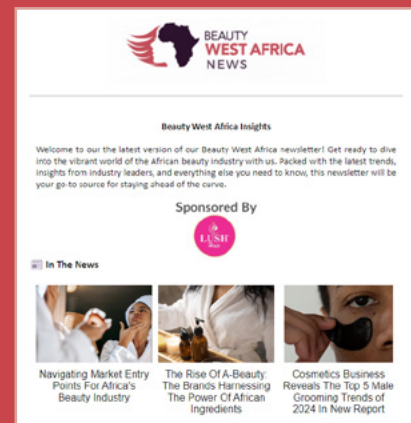 BEAUTY
WEST AFRICA
NEWS
Beauty West Africa Insights
Welcome to our the latest version of our Beauty West Africa newsletter! Get ready to dive
into the vibrant world of the African beauty industry with us. Packed with the latest trends,
insights from industry leaders, and everything else you need to know, this newsletter will be
your go-to source for staying ahead of the curve.
Sponsored By
LUSH
In The News
Navigating Market Entry
Points For Africa's
Beauty Industry
The Rise Of A-Beauty:
The Brands Harnessing
The Power Of African
Ingredients
Cosmetics Business
Reveals The Top 5 Male
Grooming Trends of
2024 In New Report